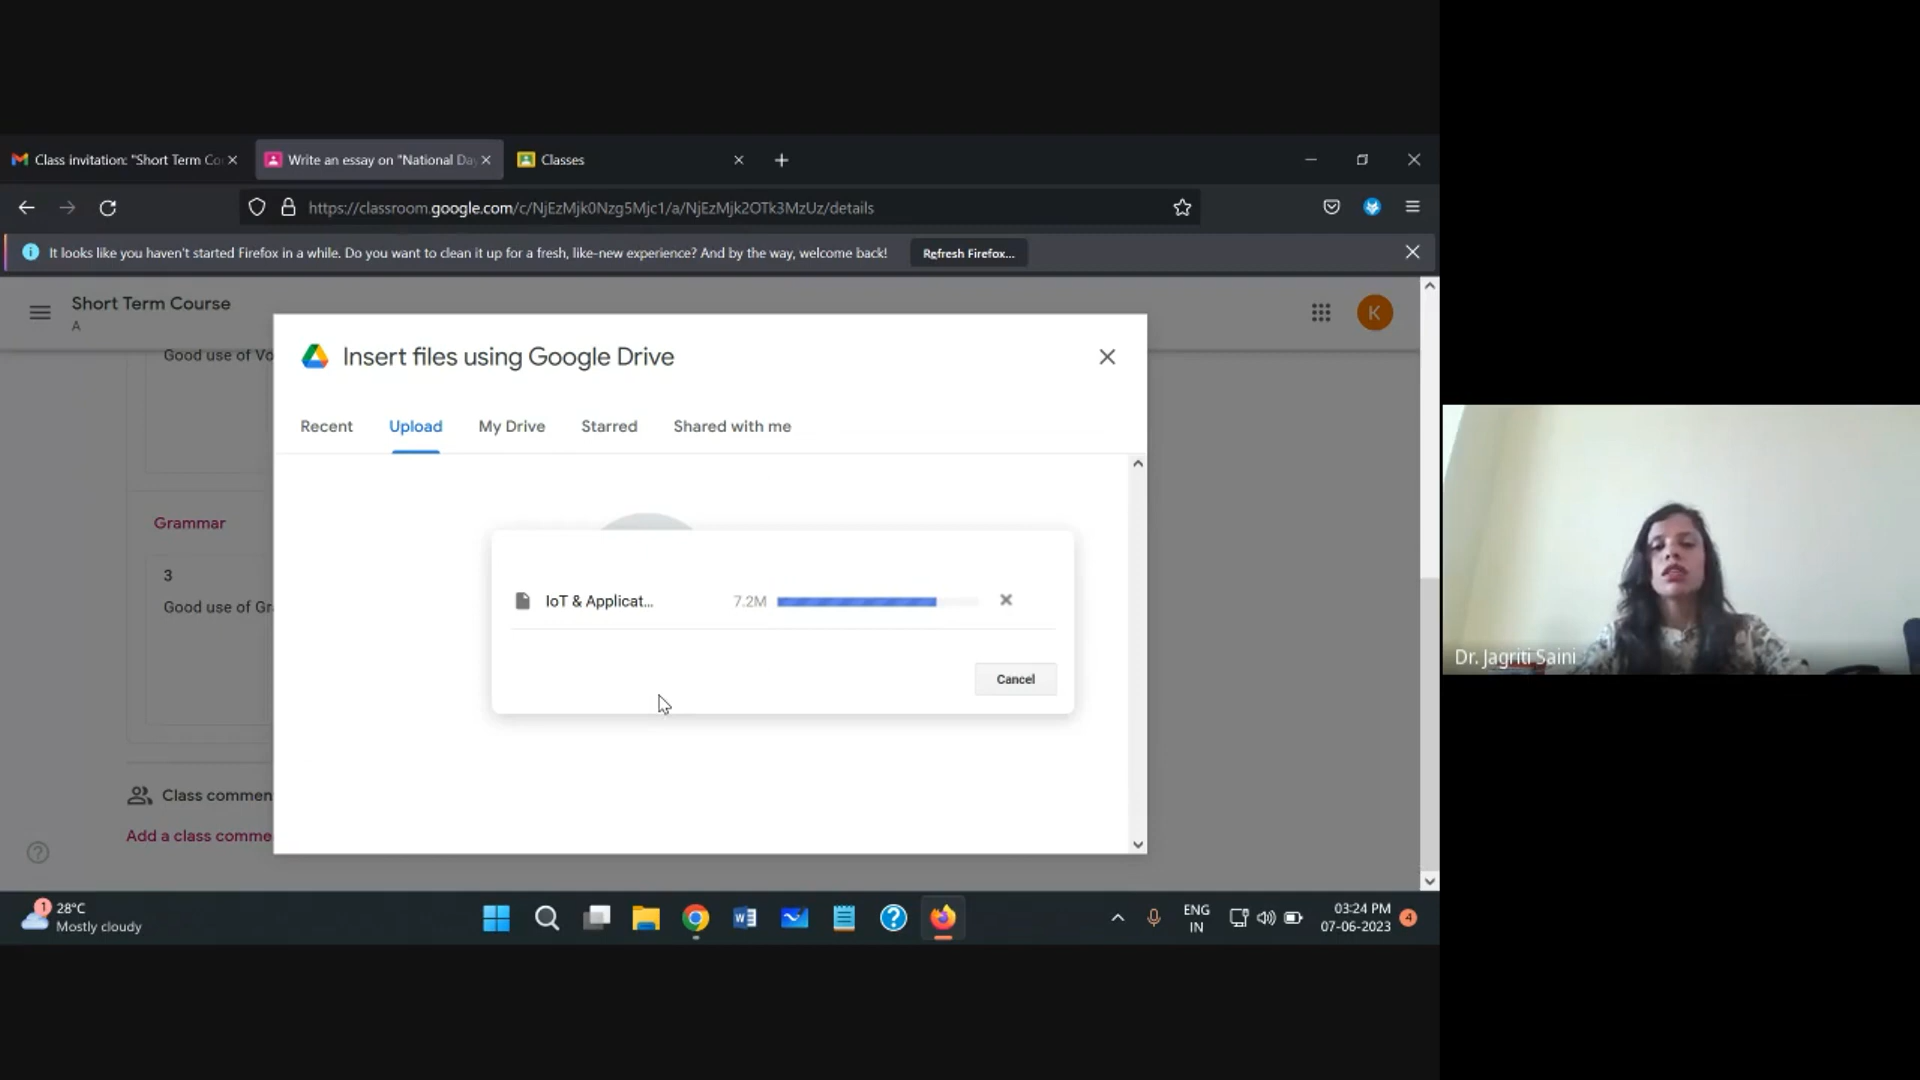 Class invitation: "Short Term Co
Write an essay on "National Day
Classes
https://classroom.google.com/c/NjEzMjk0Nzg5Mjc1/a/NjEzMjk2OTk3MzUz/details
It looks like you haven't started Firefox in a while. Do you want to clean it up for a fresh, like-new experience? And by the way, welcome back!
Refresh Firefox...
Short Term Course
A
K
Good use of Vo
Insert files using Google Drive
Recent
Upload
My Drive
Starred
Shared with me
Grammar
3
Good use of Gr
IoT & Applicat...
7.2M
Cancel
Class commen
Add a class comme
Dr. Jagriti Saini
1
28°C
Mostly cloudy
ENG
IN
03:24 PM
07-06-2023
4